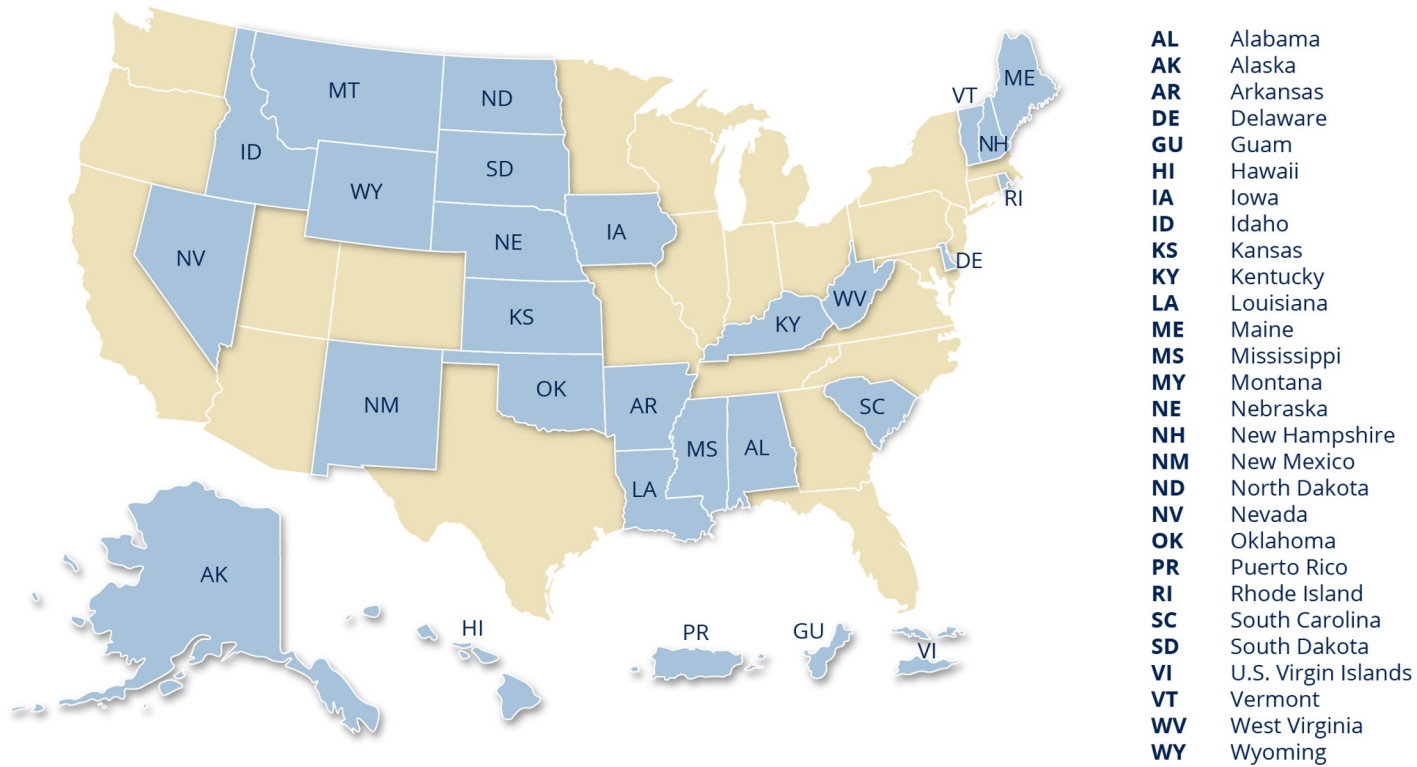 MT
ND
ID
SD
WY
NE
IA
NV
KS
OK
NM
AR
MS
AL
LA
KY
WV
SC
VT
ME
NH
RI
DE
AK
HI
PR
GU
VI
AL Alabama
AK Alaska
AR Arkansas
DE Delaware
GU Guam
HI Hawaii
IA Iowa
ID Idaho
KS Kansas
KY Kentucky
LA Louisiana
ME Maine
MS Mississippi
MY Montana
NE Nebraska
NH New Hampshire
NM New Mexico
ND North Dakota
NV Nevada
OK Oklahoma
PR Puerto Rico
RI Rhode Island
SC South Carolina
SD South Dakota
VI U.S. Virgin Islands
VT Vermont
WV West Virginia
WY Wyoming